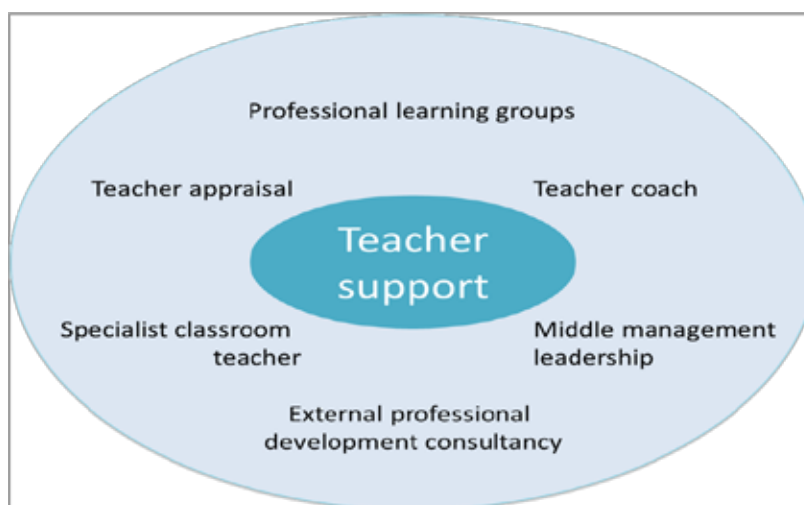 Professional learning groups
Teacher appraisal
Teacher coach
Teacher
support
Specialist classroom
teacher
Middle management
leadership
External professional
development consultancy